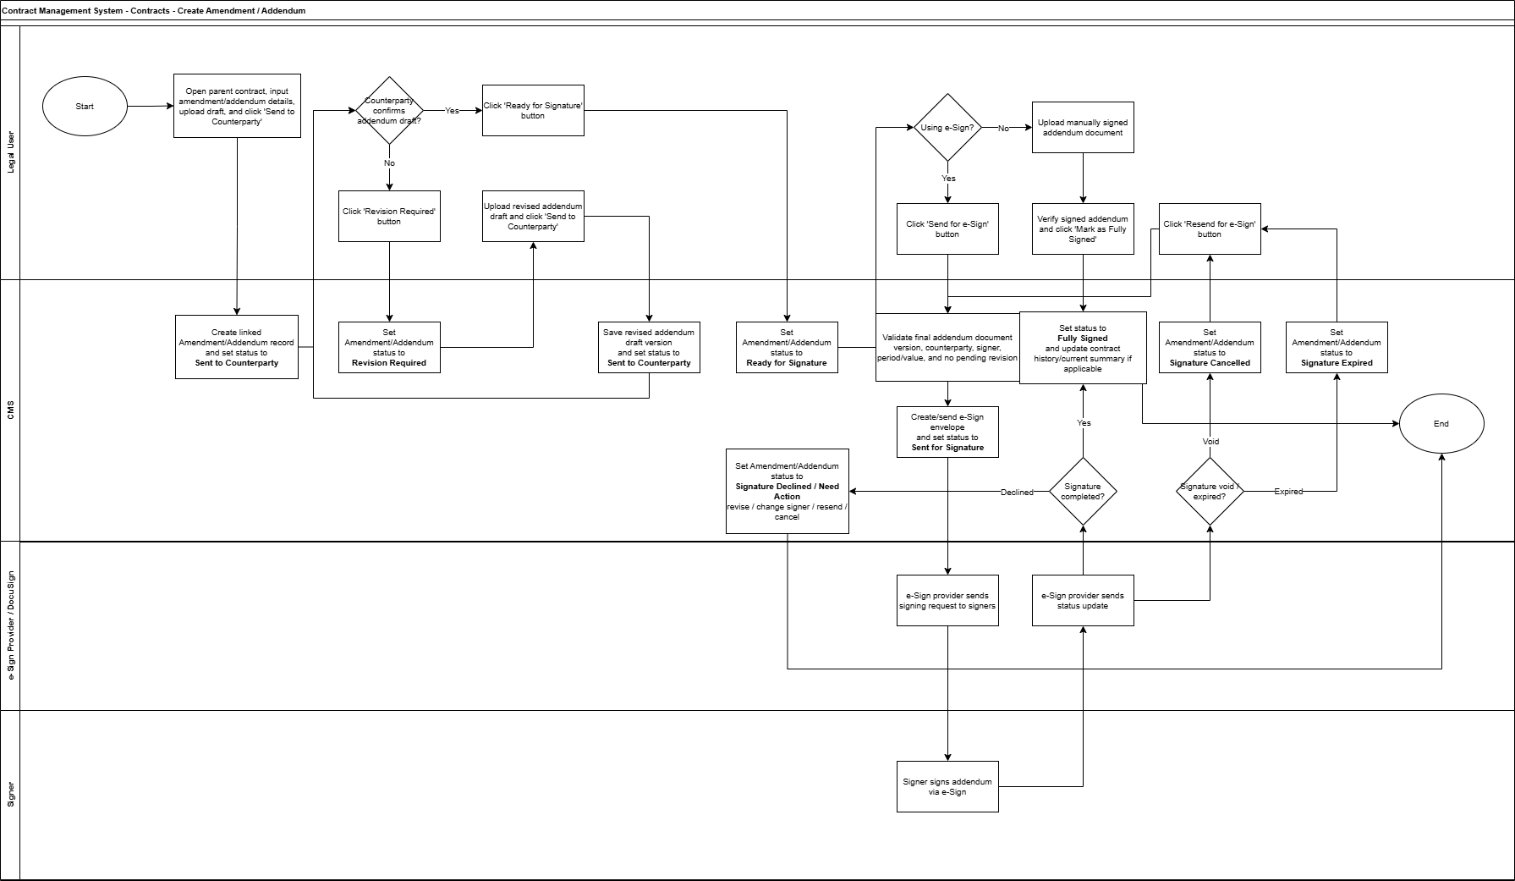 Contract Management System - Contracts - Create Amendment / Addendum
Legal User
Start
Open parent contract, input
amendment/addendum details,
upload draft, and click 'Send to
Counterparty'
Counterparty
confirms
addendum draft?
Yes
Click 'Ready for Signature'
button
No
Click 'Revision Required'
button
Upload revised addendum
draft and click 'Send to
Counterparty'
Using e-Sign?
No
Upload manually signed
addendum document
Yes
Click 'Send for e-Sign'
button
Verify signed addendum
and click 'Mark as Fully
Signed'
Click 'Resend for e-Sign'
button
CMS
Create linked
Amendment/Addendum record
and set status to
Sent to Counterparty
Set
Amendment/Addendum
status to
Revision Required
Save revised addendum
draft version
and set status to
Sent to Counterparty
Set
Amendment/Addendum
status to
Ready for Signature
Validate final addendum document
version, counterparty, signer,
period/value, and no pending revision
Set status to
Fully Signed
and update contract
history/current summary if
applicable
Set
Amendment/Addendum
status to
Signature Cancelled
Set
Amendment/Addendum
status to
Signature Expired
Create/send e-Sign
envelope
and set status to
Sent for Signature
Yes
Void
End
Set Amendment/Addendum
status to
Signature Declined / Need
Action
revise / change signer / resend /
cancel
Declined
Signature
completed?
Signature void /
expired?
Expired
e-Sign Provider / DocuSign
e-Sign provider sends
signing request to signers
e-Sign provider sends
status update
Signer
Signer signs addendum
via e-Sign